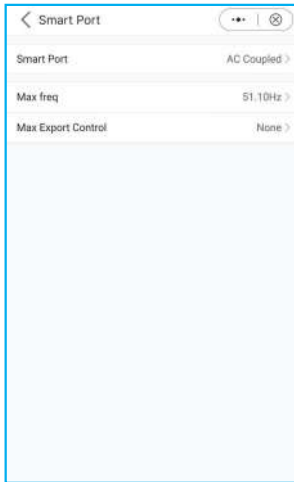 Smart Port
Smart Port AC Coupled
Max freq 51.10Hz
Max Export Control None